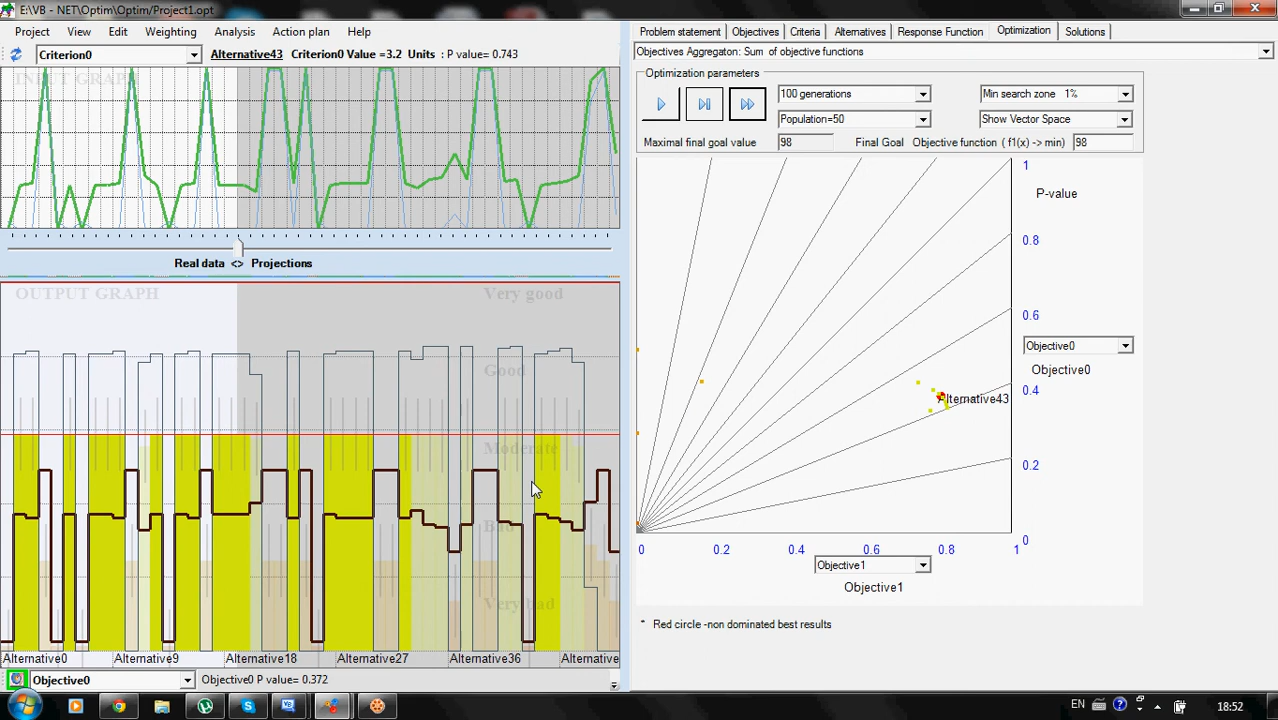 E:\VB - NET\Optim\Optim/Project1.opt
Project View Edit Weighting Analysis Action plan Help
Criterion0 Alternative43 Criterion0 Value =3.2 Units : P value= 0.743
INPUT GRAPH
Real data <> Projections
OUTPUT GRAPH
Very good
Good
Moderate
Bad
Very bad
Alternative0 Alternative9 Alternative18 Alternative27 Alternative36 Alternative
Objective0 Objective0 P value= 0.372
Problem statement Objectives Criteria Alternatives Response Function Optimization Solutions
Objectives Aggregaton: Sum of objective functions
Optimization parameters
100 generations Min search zone 1%
Population=50 Show Vector Space
Maximal final goal value 98 Final Goal Objective function ( f1(x) -> min) 98
1
P-value
0.8
0.6
Objective0
Objective0
0.4
Alternative43
0.2
0
0 0.2 0.4 0.6 0.8 1
Objective1
Objective1
* Red circle -non dominated best results
EN 18:52